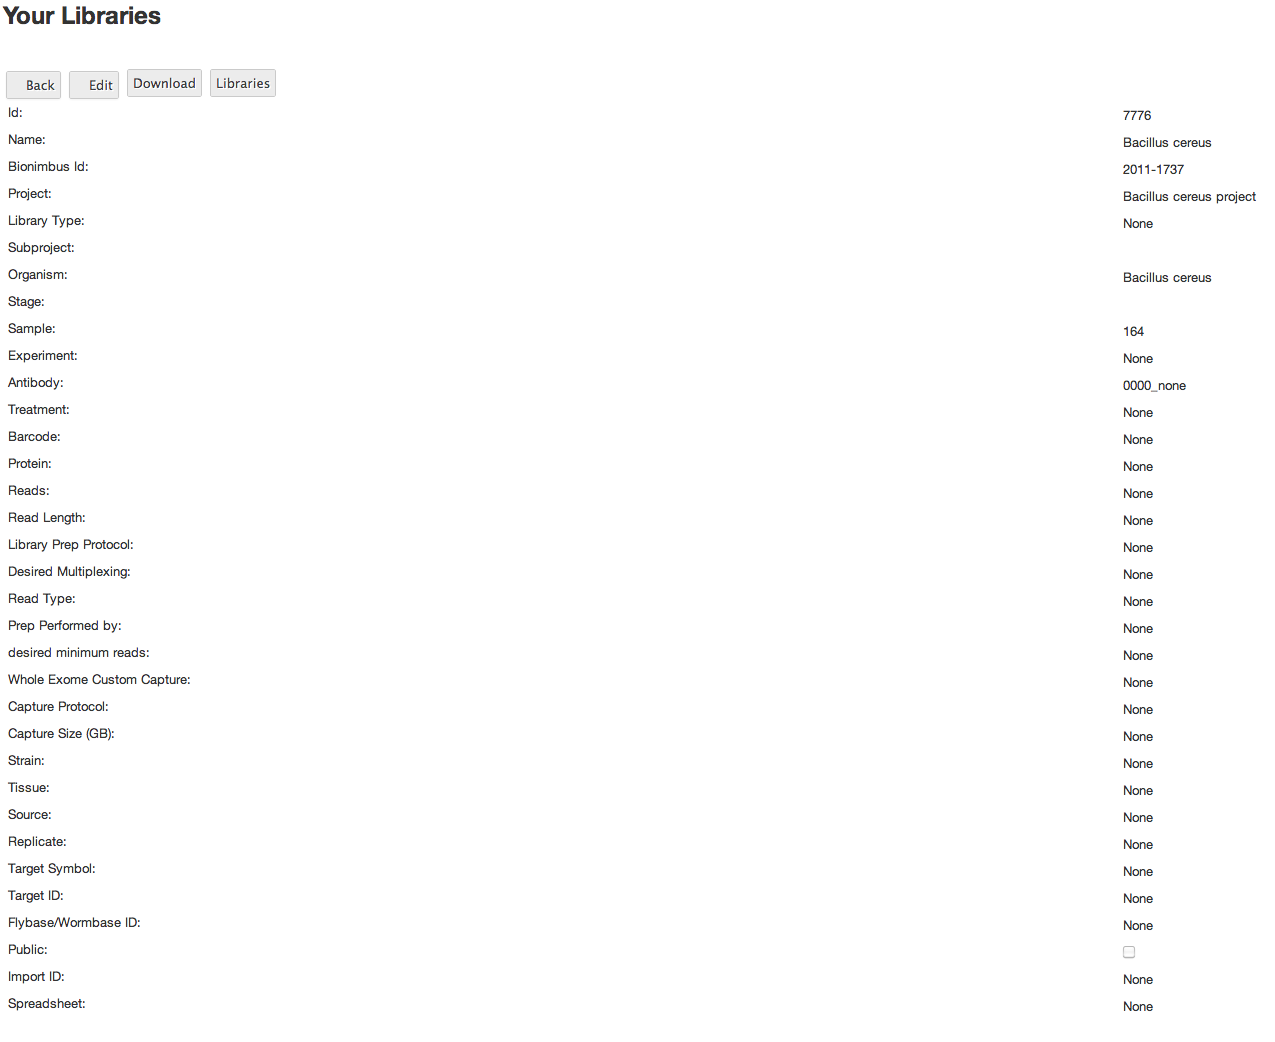 Your Libraries
Back Edit Download Libraries
Id: 7776
Name: Bacillus cereus
Bionimbus Id: 2011-1737
Project: Bacillus cereus project
Library Type: None
Subproject:
Organism: Bacillus cereus
Stage:
Sample: 164
Experiment: None
Antibody: 0000_none
Treatment: None
Barcode: None
Protein: None
Reads: None
Read Length: None
Library Prep Protocol: None
Desired Multiplexing: None
Read Type: None
Prep Performed by: None
desired minimum reads: None
Whole Exome Custom Capture: None
Capture Protocol: None
Capture Size (GB): None
Strain: None
Tissue: None
Source: None
Replicate: None
Target Symbol: None
Target ID: None
Flybase/Wormbase ID: None
Public:
Import ID: None
Spreadsheet: None